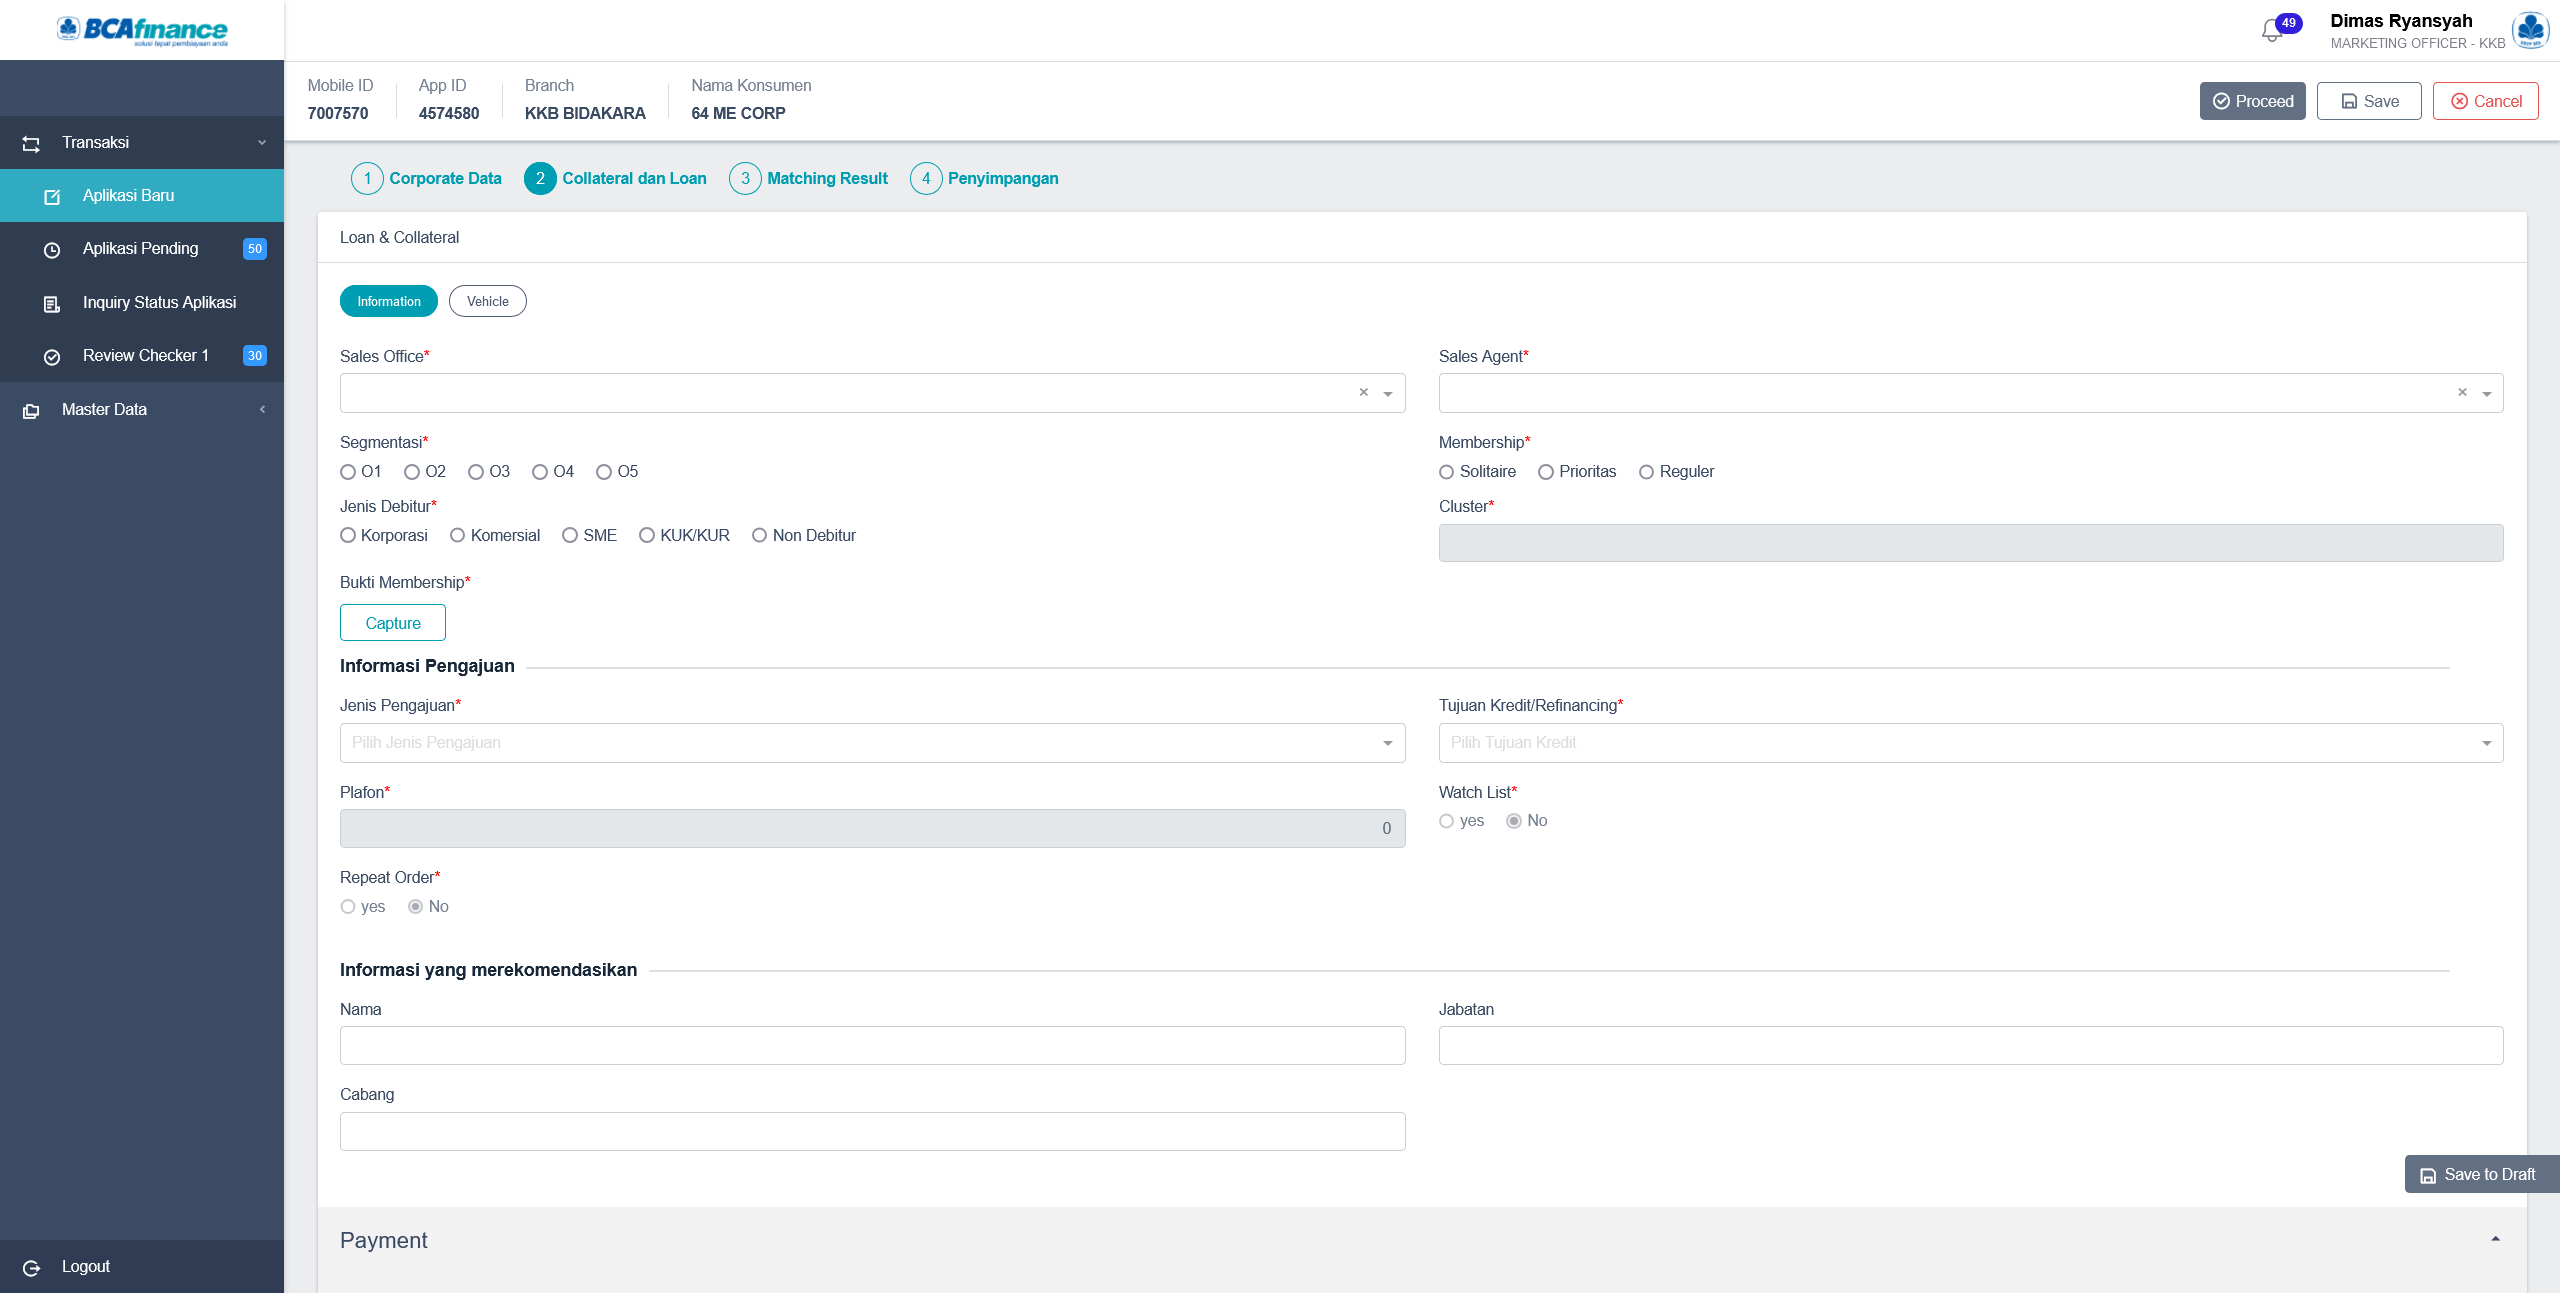 BCAfinance
solusi tepat pembiayaan anda
49
Dimas Ryansyah
MARKETING OFFICER - KKB
Mobile ID
7007570
App ID
4574580
Branch
KKB BIDAKARA
Nama Konsumen
64 ME CORP
Proceed
Save
Cancel
Transaksi
Aplikasi Baru
Aplikasi Pending 50
Inquiry Status Aplikasi
Review Checker 1 30
Master Data
Logout
1 Corporate Data
2 Collateral dan Loan
3 Matching Result
4 Penyimpangan
Loan & Collateral
Information
Vehicle
Sales Office*
Sales Agent*
Segmentasi*
O1 O2 O3 O4 O5
Membership*
Solitaire Prioritas Reguler
Jenis Debitur*
Korporasi Komersial SME KUK/KUR Non Debitur
Cluster*
Bukti Membership*
Capture
Informasi Pengajuan
Jenis Pengajuan*
Pilih Jenis Pengajuan
Tujuan Kredit/Refinancing*
Pilih Tujuan Kredit
Plafon*
0
Watch List*
yes No
Repeat Order*
yes No
Informasi yang merekomendasikan
Nama
Jabatan
Cabang
Save to Draft
Payment